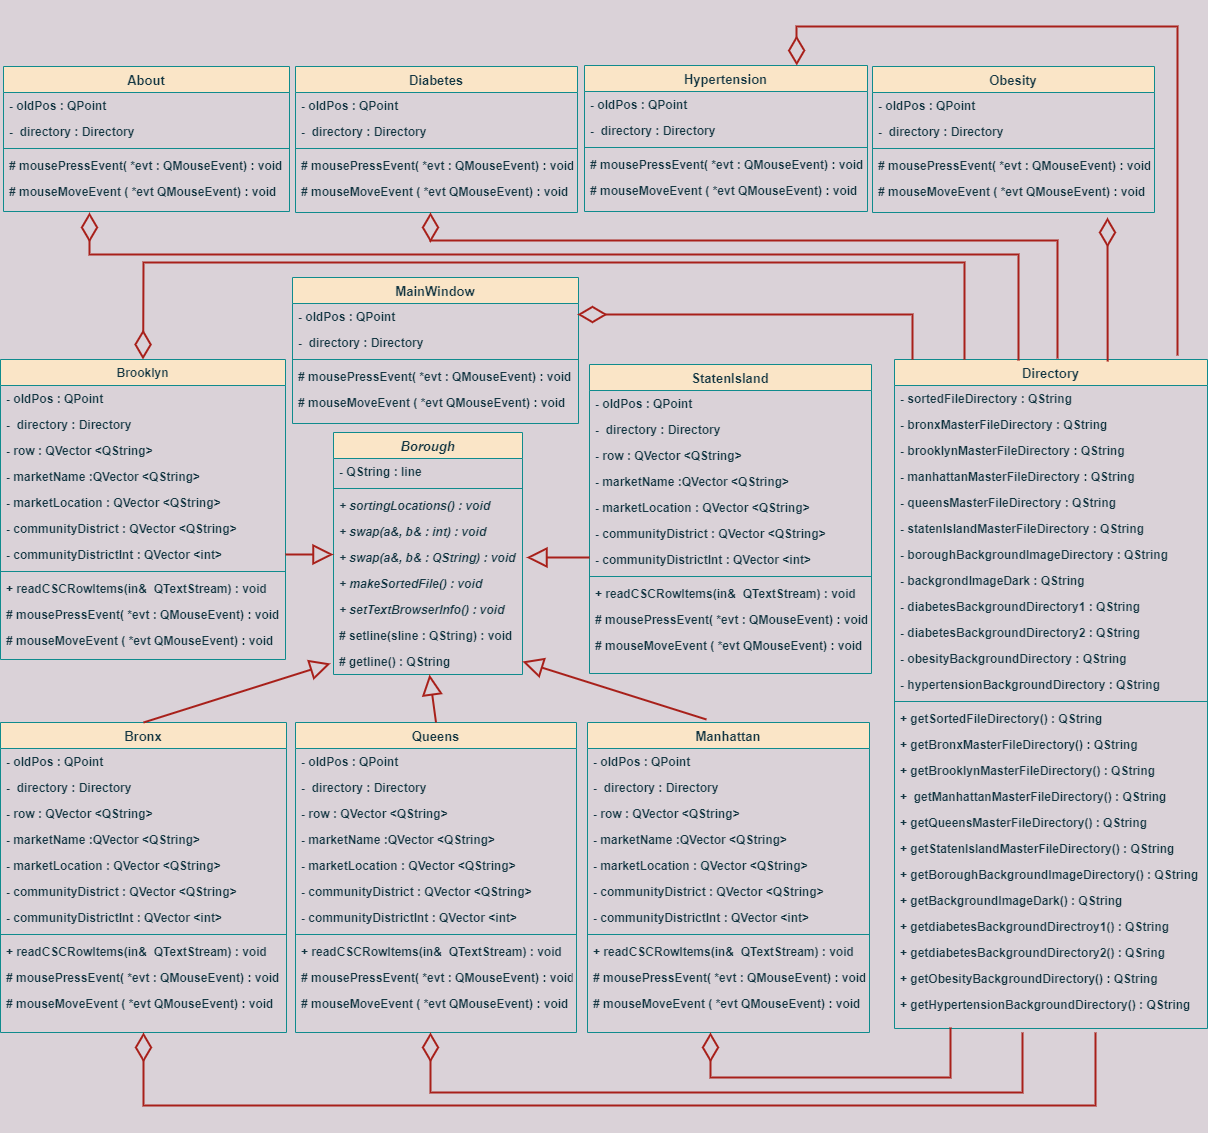 About
- oldPos : QPoint
- directory : Directory
# mousePressEvent( *evt : QMouseEvent) : void
# mouseMoveEvent ( *evt QMouseEvent) : void
Diabetes
- oldPos : QPoint
- directory : Directory
# mousePressEvent( *evt : QMouseEvent) : void
# mouseMoveEvent ( *evt QMouseEvent) : void
Hypertension
- oldPos : QPoint
- directory : Directory
# mousePressEvent( *evt : QMouseEvent) : void
# mouseMoveEvent ( *evt QMouseEvent) : void
Obesity
- oldPos : QPoint
- directory : Directory
# mousePressEvent( *evt : QMouseEvent) : void
# mouseMoveEvent ( *evt QMouseEvent) : void
MainWindow
- oldPos : QPoint
- directory : Directory
# mousePressEvent( *evt : QMouseEvent) : void
# mouseMoveEvent ( *evt QMouseEvent) : void
Brooklyn
- oldPos : QPoint
- directory : Directory
- row : QVector <QString>
- marketName :QVector <QString>
- marketLocation : QVector <QString>
- communityDistrict : QVector <QString>
- communityDistrictInt : QVector <int>
+ readCSCRowItems(in& QTextStream) : void
# mousePressEvent( *evt : QMouseEvent) : void
# mouseMoveEvent ( *evt QMouseEvent) : void
Borough
- QString : line
+ sortingLocations() : void
+ swap(a&, b& : int) : void
+ swap(a&, b& : QString) : void
+ makeSortedFile() : void
+ setTextBrowserInfo() : void
# setline(sline : QString) : void
# getline() : QString
StatenIsland
- oldPos : QPoint
- directory : Directory
- row : QVector <QString>
- marketName :QVector <QString>
- marketLocation : QVector <QString>
- communityDistrict : QVector <QString>
- communityDistrictInt : QVector <int>
+ readCSCRowItems(in& QTextStream) : void
# mousePressEvent( *evt : QMouseEvent) : void
# mouseMoveEvent ( *evt QMouseEvent) : void
Directory
- sortedFileDirectory : QString
- bronxMasterFileDirectory : QString
- brooklynMasterFileDirectory : QString
- manhattanMasterFileDirectory : QString
- queensMasterFileDirectory : QString
- statenIslandMasterFileDirectory : QString
- boroughBackgroundImageDirectory : QString
- backgrondImageDark : QString
- diabetesBackgroundDirectory1 : QString
- diabetesBackgroundDirectory2 : QString
- obesityBackgroundDirectory : QString
- hypertensionBackgroundDirectory : QString
+ getSortedFileDirectory() : QString
+ getBronxMasterFileDirectory() : QString
+ getBrooklynMasterFileDirectory() : QString
+ getManhattanMasterFileDirectory() : QString
+ getQueensMasterFileDirectory() : QString
+ getStatenIslandMasterFileDirectory() : QString
+ getBoroughBackgroundImageDirectory() : QString
+ getBackgroundImageDark() : QString
+ getdiabetesBackgroundDirectroy1() : QString
+ getdiabetesBackgroundDirectory2() : QSring
+ getObesityBackgroundDirectory() : QString
+ getHypertensionBackgroundDirectory() : QString
Bronx
- oldPos : QPoint
- directory : Directory
- row : QVector <QString>
- marketName :QVector <QString>
- marketLocation : QVector <QString>
- communityDistrict : QVector <QString>
- communityDistrictInt : QVector <int>
+ readCSCRowItems(in& QTextStream) : void
# mousePressEvent( *evt : QMouseEvent) : void
# mouseMoveEvent ( *evt QMouseEvent) : void
Queens
- oldPos : QPoint
- directory : Directory
- row : QVector <QString>
- marketName :QVector <QString>
- marketLocation : QVector <QString>
- communityDistrict : QVector <QString>
- communityDistrictInt : QVector <int>
+ readCSCRowItems(in& QTextStream) : void
# mousePressEvent( *evt : QMouseEvent) : void
# mouseMoveEvent ( *evt QMouseEvent) : void
Manhattan
- oldPos : QPoint
- directory : Directory
- row : QVector <QString>
- marketName :QVector <QString>
- marketLocation : QVector <QString>
- communityDistrict : QVector <QString>
- communityDistrictInt : QVector <int>
+ readCSCRowItems(in& QTextStream) : void
# mousePressEvent( *evt : QMouseEvent) : void
# mouseMoveEvent ( *evt QMouseEvent) : void